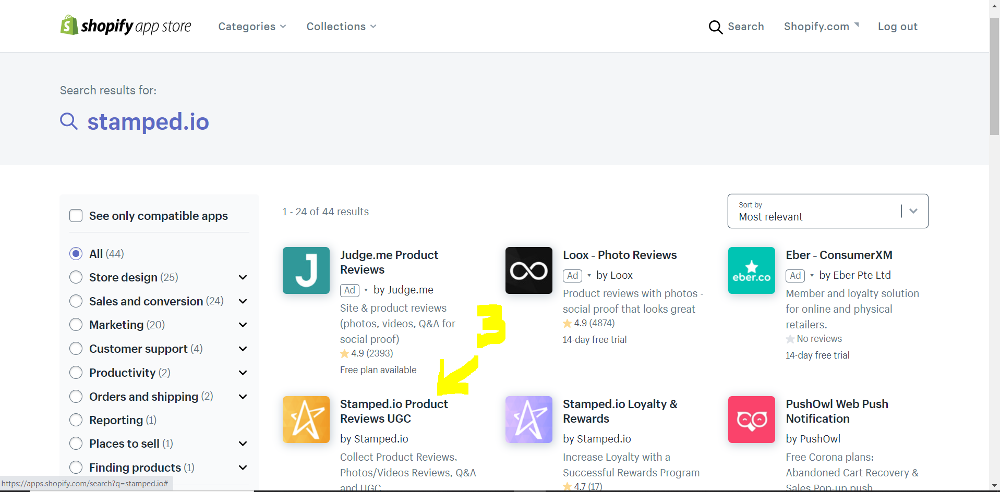 shopify app store
Categories
Collections
Search
Shopify.com
Log out
Search results for:
stamped.io
See only compatible apps
All (44)
Store design (25)
Sales and conversion (24)
Marketing (20)
Customer support (4)
Productivity (2)
Orders and shipping (2)
Reporting (1)
Places to sell (1)
Finding products (1)
1 - 24 of 44 results
Sort by
Most relevant
J
Judge.me Product
Reviews
Ad by Judge.me
Site & product reviews
(photos, videos, Q&A for
social proof)
4.9 (2393)
Free plan available
Loox - Photo Reviews
Ad by Loox
Product reviews with photos -
social proof that looks great
4.9 (4874)
14-day free trial
eber.co
Eber - ConsumerXM
Ad by Eber Pte Ltd
Member and loyalty solution
for online and physical
retailers.
No reviews
14-day free trial
3
Stamped.io Product
Reviews UGC
by Stamped.io
Collect Product Reviews,
Photos/Videos Reviews, Q&A
and UGC
Stamped.io Loyalty &
Rewards
by Stamped.io
Increase Loyalty with a
Successful Rewards Program
4.7 (17)
PushOwl Web Push
Notification
by PushOwl
Free Corona plans:
Abandoned Cart Recovery &
Sales Pop-up push
https://apps.shopify.com/search?q=stamped.io#